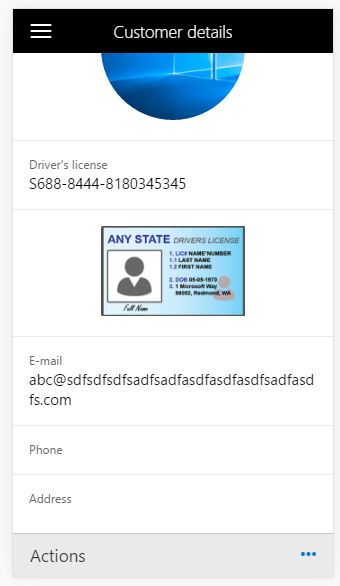 Customer details
Driver's license
S688-8444-8180345345
ANY STATE DRIVERS LICENSE
1. LIC# NAME*NUMBER
1.1 LAST NAME
1.2 FIRST NAME
2. DOB 05-05-1970
3. 1 Microsoft Way
98052, Redmond, WA
Full Name
E-mail
abc@sdfsdfsdfsadfsadfasdfasdfasdfsadfasd
fs.com
Phone
Address
Actions